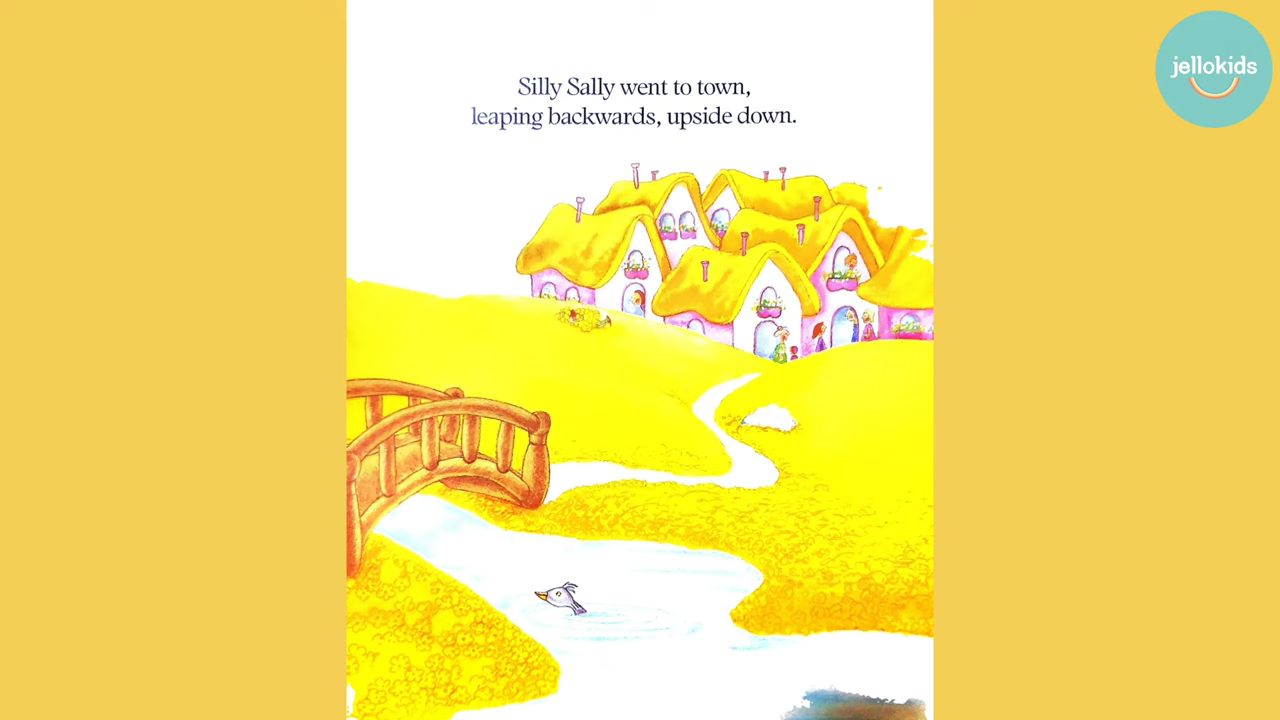 Silly Sally went to town,
leaping backwards, upside down.
jellokids